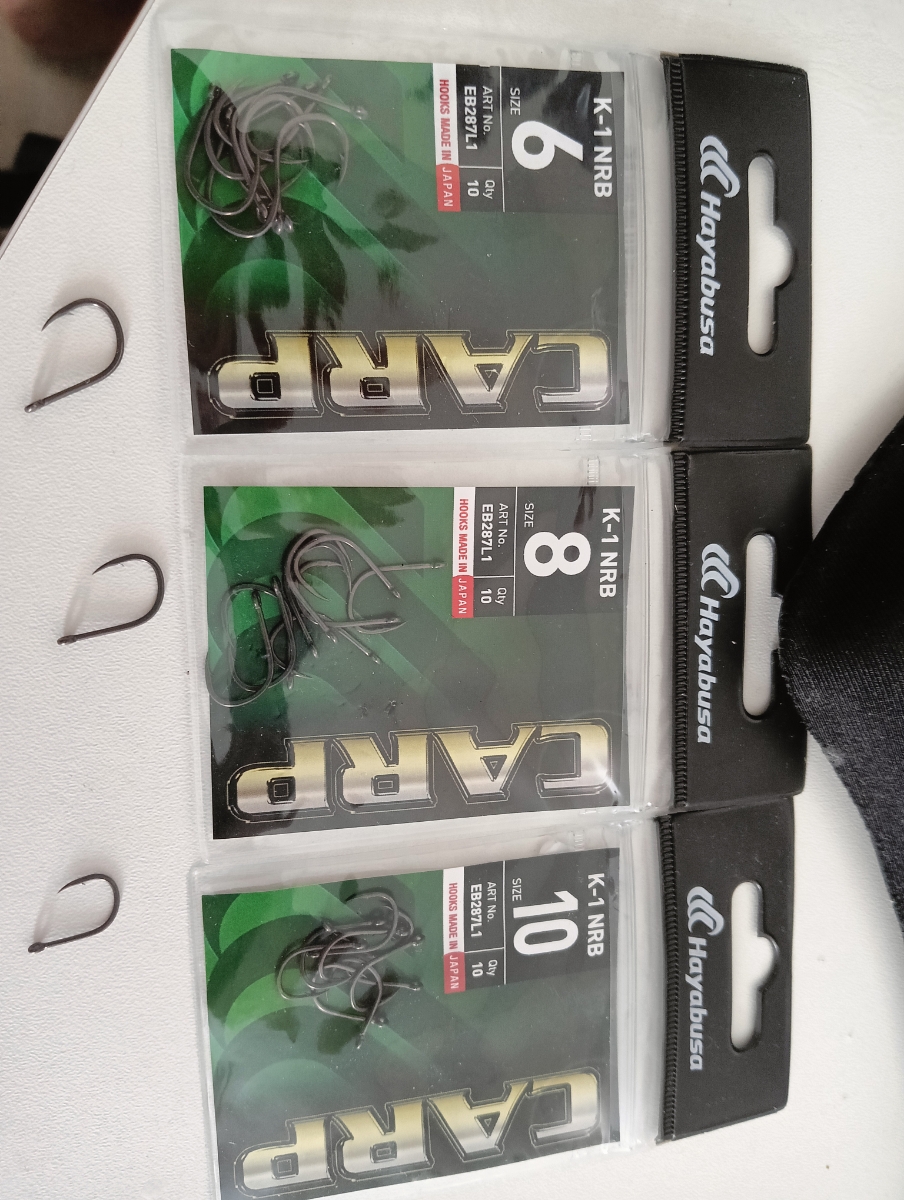 Hayabusa
K-1 NRB
SIZE
6
ART No.
EB287L1
Qty
10
HOOKS MADE IN JAPAN
CARP
Hayabusa
K-1 NRB
SIZE
8
ART No.
EB287L1
Qty
10
HOOKS MADE IN JAPAN
CARP
Hayabusa
K-1 NRB
SIZE
10
ART No.
EB287L1
Qty
10
HOOKS MADE IN JAPAN
CARP